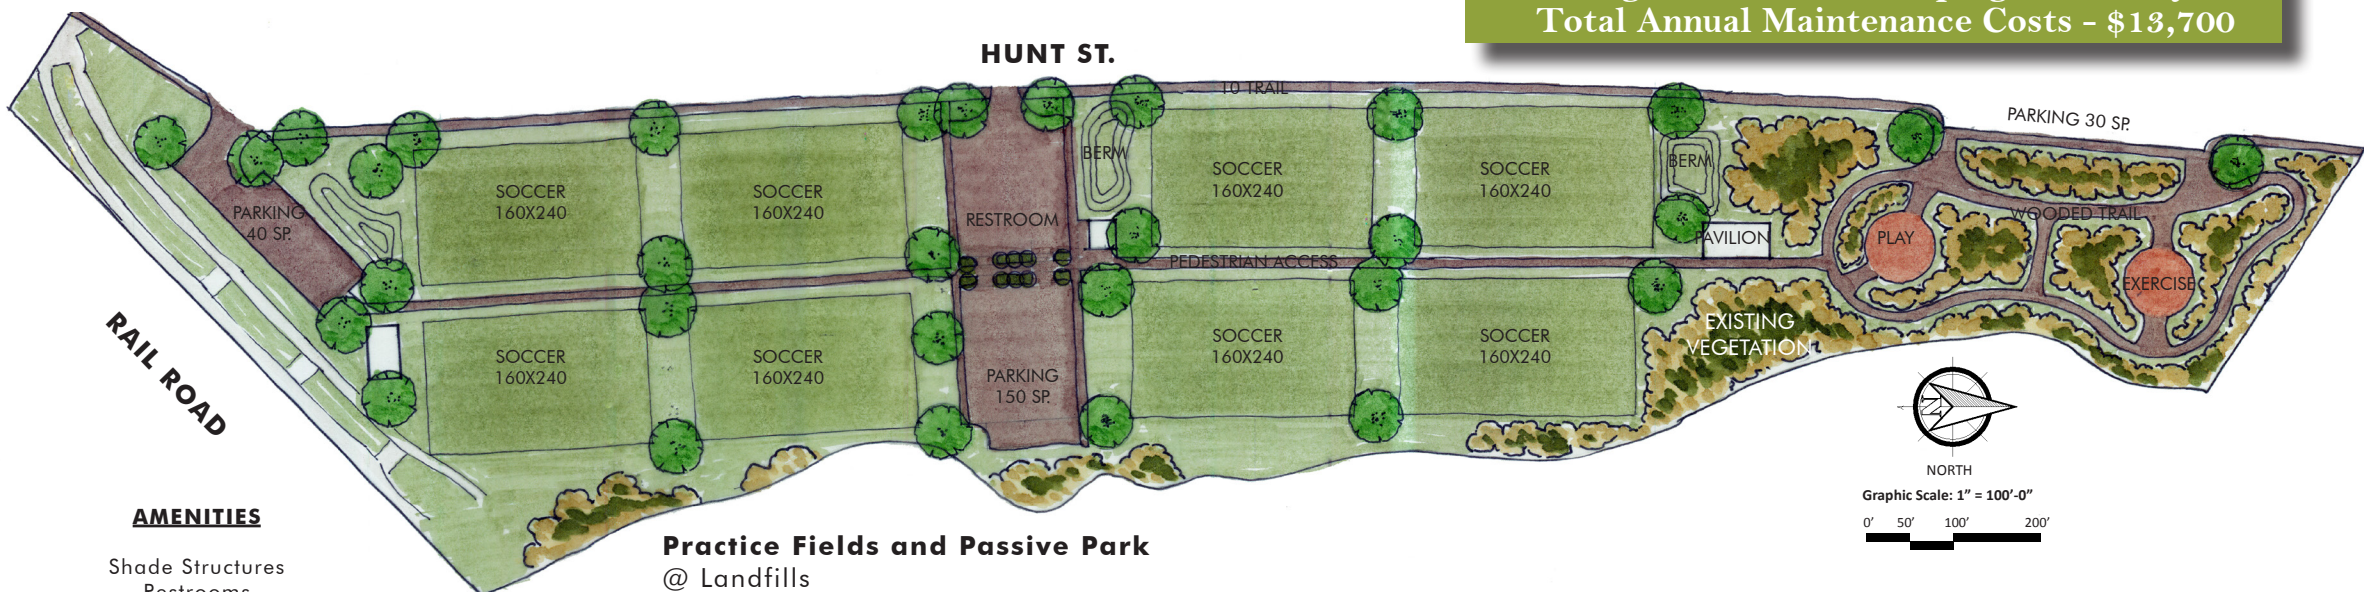 Total Annual Maintenance Costs - $13,700
HUNT ST.
10 TRAIL
PARKING 30 SP.
BERM
BERM
SOCCER
160X240
SOCCER
160X240
SOCCER
160X240
SOCCER
160X240
PARKING
40 SP.
RESTROOM
WOODED TRAIL
PAVILION
PLAY
PEDESTRIAN ACCESS
EXERCISE
RAIL ROAD
SOCCER
160X240
SOCCER
160X240
SOCCER
160X240
SOCCER
160X240
EXISTING
VEGETATION
PARKING
150 SP.
N
NORTH
Graphic Scale: 1" = 100'-0"
0' 50' 100' 200'
AMENITIES
Shade Structures
Restrooms
Practice Fields and Passive Park
@ Landfills